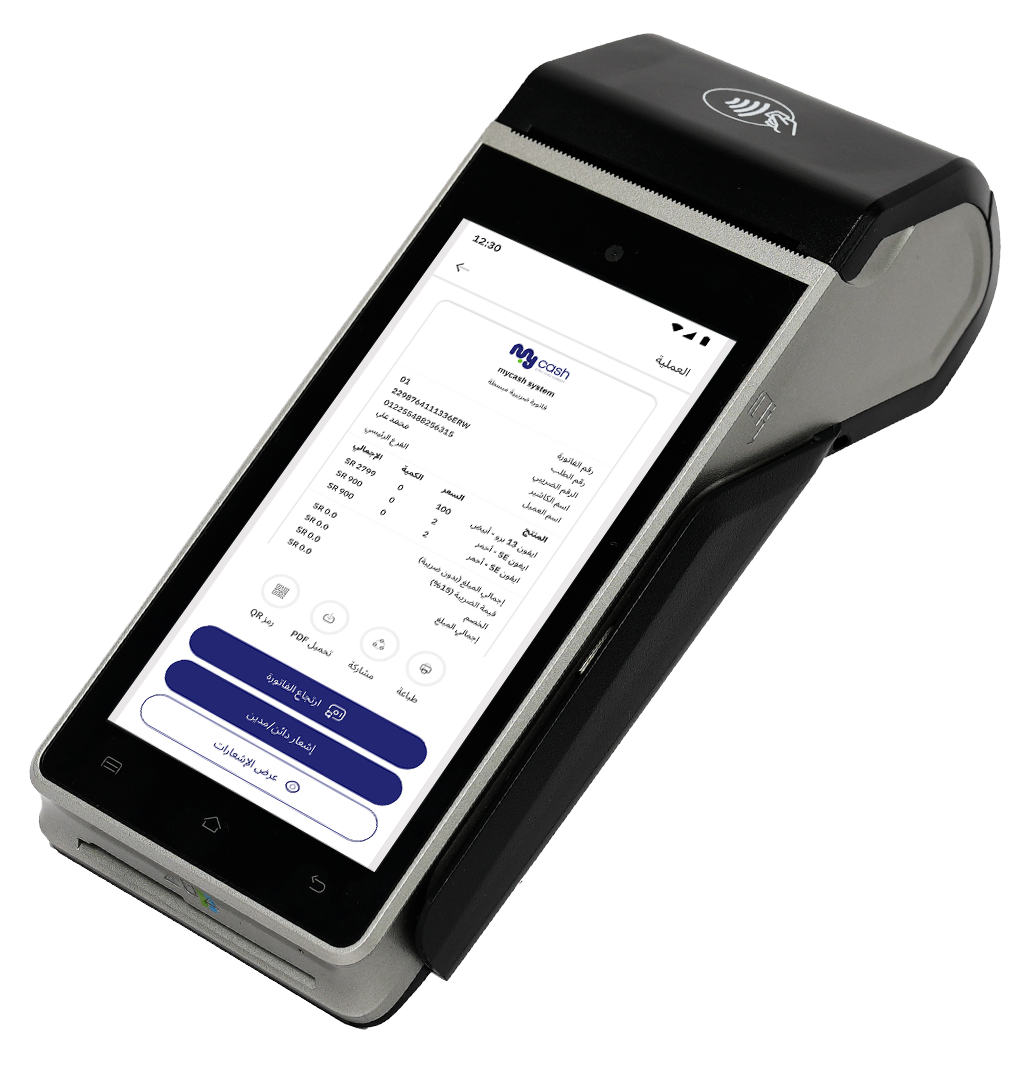 12:30
العملية
My cash
mycash system
فاتورة ضريبية مبسطة
رقم الفاتورة 01
رقم الطلب 2298764111336ERW
الرقم الضريبي 012255488256315
اسم الكاشير محمد علي
اسم العميل الفرع الرئيسي
المنتج السعر الكمية الإجمالي
ايفون 13 برو - أبيض 100 0 SR 2799
ايفون SE - أحمر 2 0 SR 900
ايفون SE - أحمر 2 0 SR 900
إجمالي المبلغ (بدون ضريبة) SR 0.0
قيمة الضريبة (15%) SR 0.0
الخصم SR 0.0
إجمالي المبلغ SR 0.0
طباعة مشاركة تحميل PDF رمز QR
ارتجاع الفاتورة
إشعار دائن/مدين
عرض الإشعارات